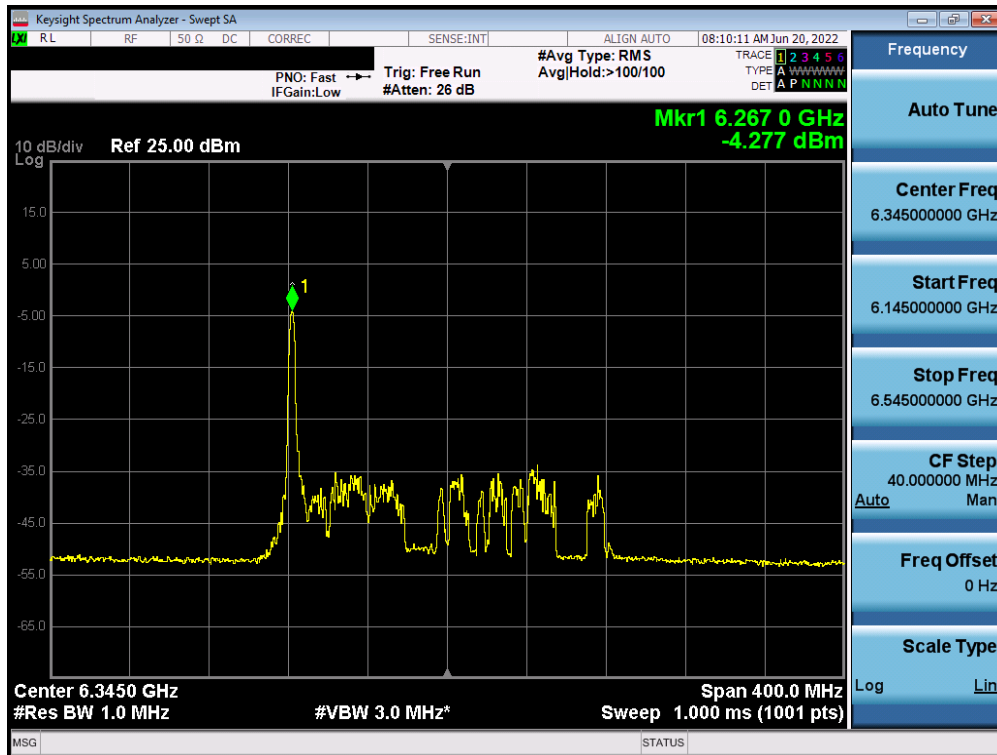 Keysight Spectrum Analyzer - Swept SA
LXI RL RF 50 Ω DC CORREC SENSE:INT ALIGN AUTO 08:10:11 AM Jun 20, 2022
PNO: Fast Trig: Free Run #Avg Type: RMS TRACE 1 2 3 4 5 6
IFGain:Low #Atten: 26 dB Avg|Hold:>100/100 TYPE A WWWWW
DET A P N N N N
Frequency
Mkr1 6.267 0 GHz
-4.277 dBm
10 dB/div Ref 25.00 dBm
Log
15.0
5.00
1
-5.00
-15.0
-25.0
-35.0
-45.0
-55.0
-65.0
Center 6.3450 GHz Span 400.0 MHz
#Res BW 1.0 MHz #VBW 3.0 MHz* Sweep 1.000 ms (1001 pts)
Auto Tune
Center Freq
6.345000000 GHz
Start Freq
6.145000000 GHz
Stop Freq
6.545000000 GHz
CF Step
40.000000 MHz
Auto Man
Freq Offset
0 Hz
Scale Type
Log Lin
MSG STATUS